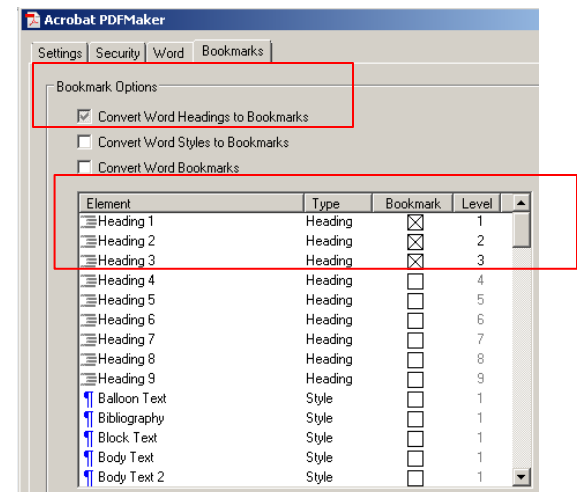 Acrobat PDFMaker
Settings Security Word Bookmarks
Bookmark Options
Convert Word Headings to Bookmarks
Convert Word Styles to Bookmarks
Convert Word Bookmarks
Element Type Bookmark Level
Heading 1 Heading 1
Heading 2 Heading 2
Heading 3 Heading 3
Heading 4 Heading 4
Heading 5 Heading 5
Heading 6 Heading 6
Heading 7 Heading 7
Heading 8 Heading 8
Heading 9 Heading 9
Balloon Text Style 1
Bibliography Style 1
Block Text Style 1
Body Text Style 1
Body Text 2 Style 1